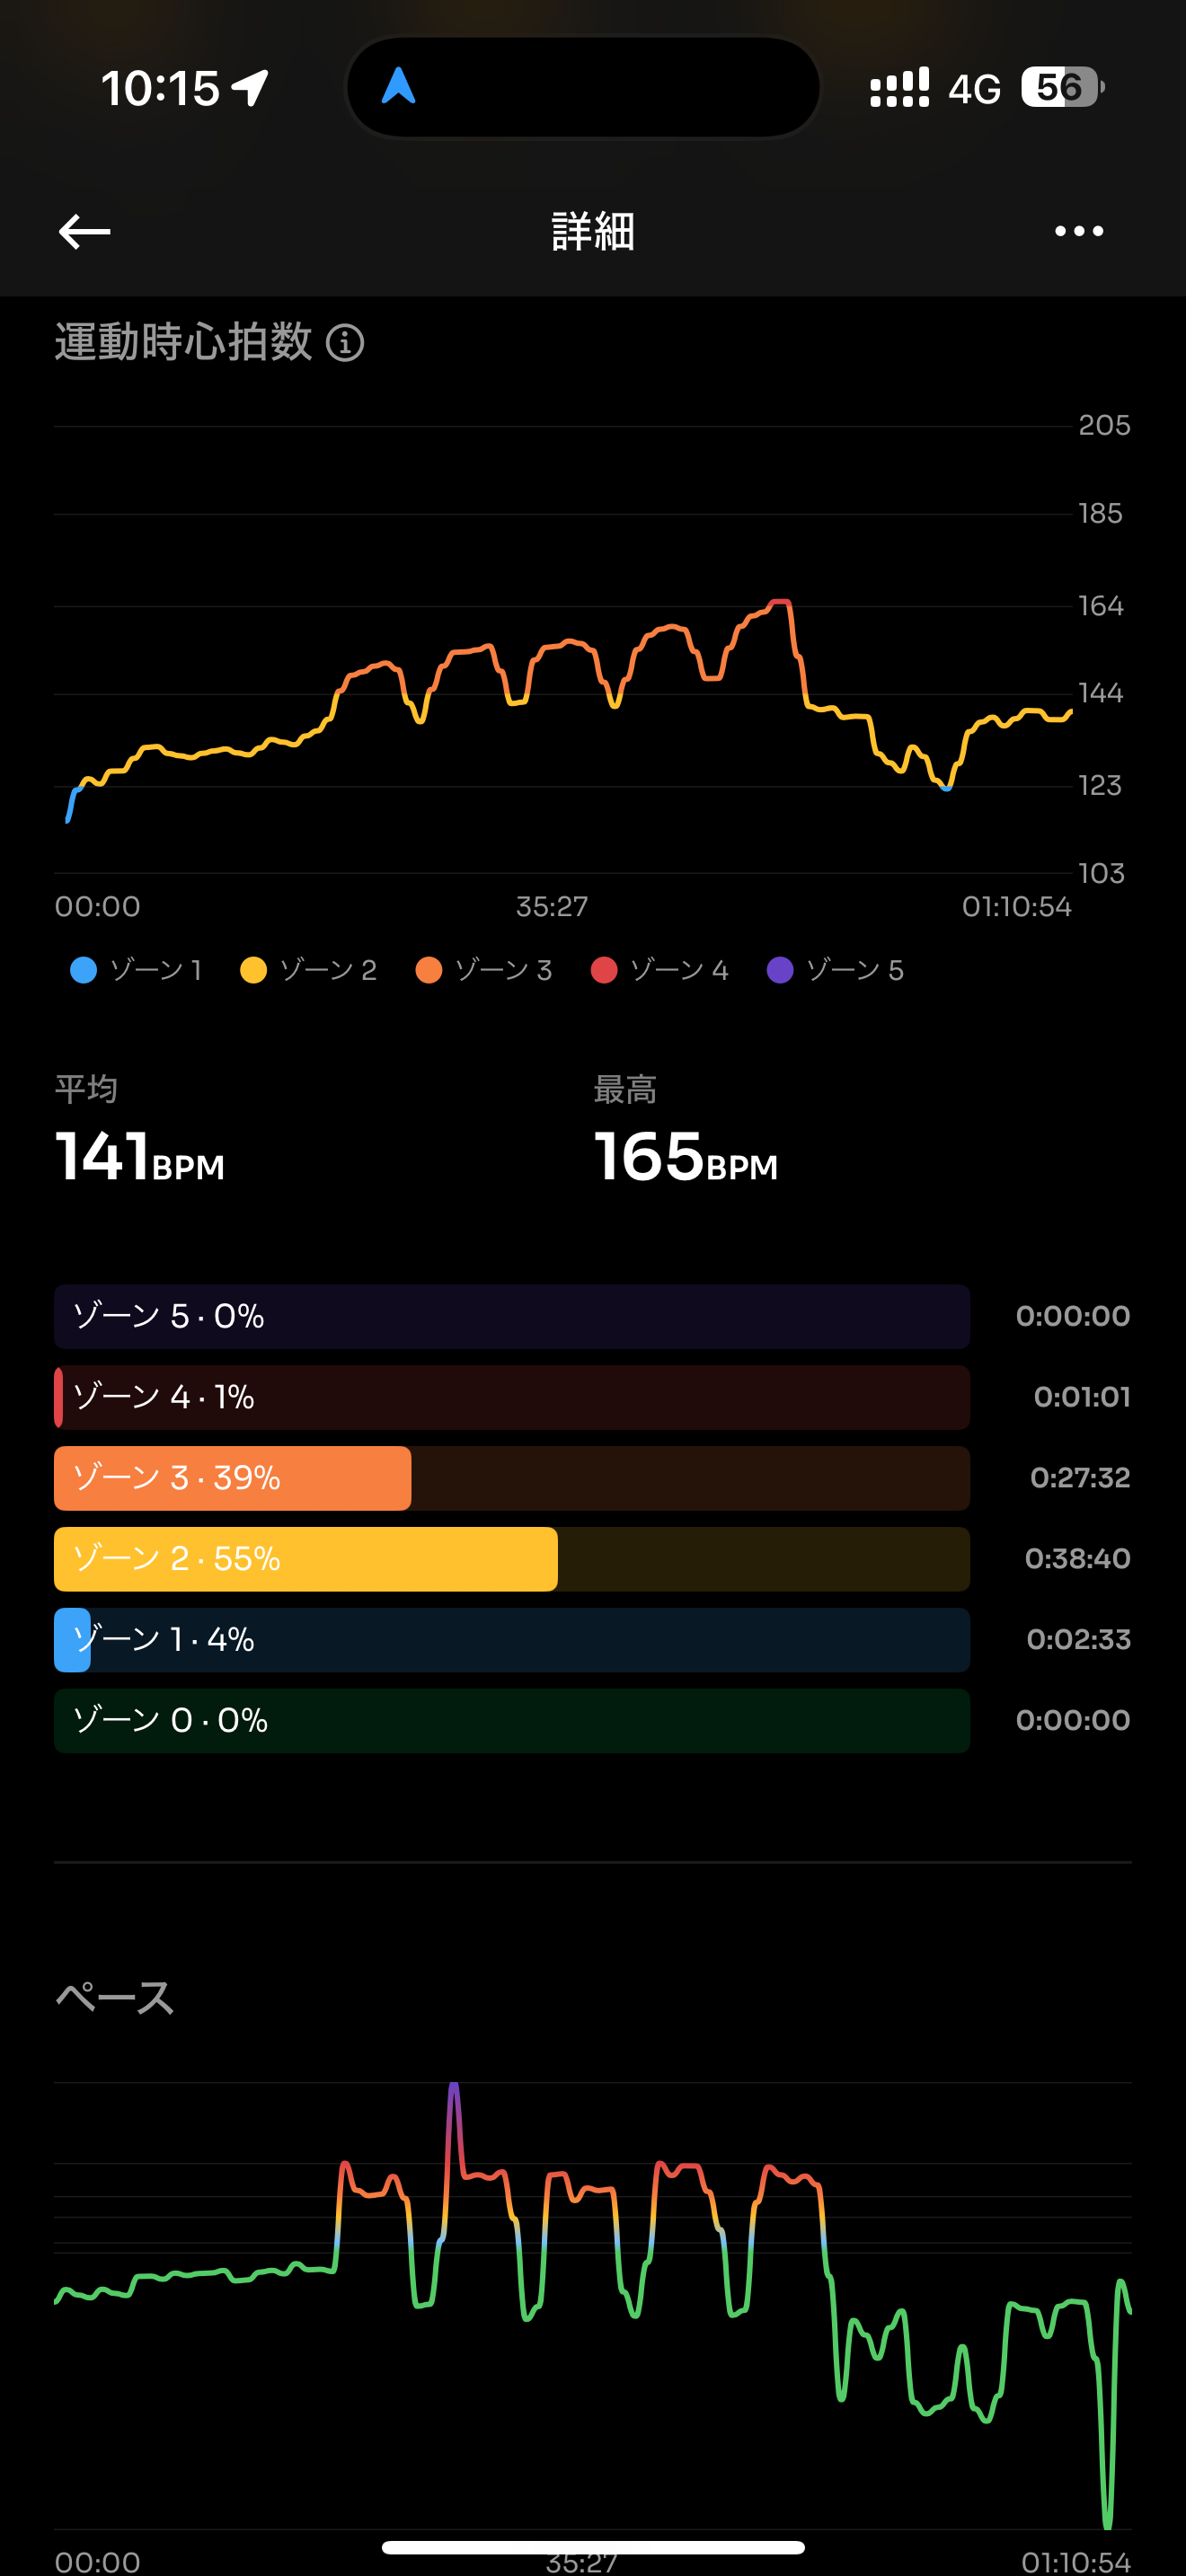 10:15 4G 56
詳細
運動時心拍数
205
185
164
144
123
103
00:00 35:27 01:10:54
ゾーン 1 ゾーン 2 ゾーン 3 ゾーン 4 ゾーン 5
平均 最高
141BPM 165BPM
ゾーン 5 · 0% 0:00:00
ゾーン 4 · 1% 0:01:01
ゾーン 3 · 39% 0:27:32
ゾーン 2 · 55% 0:38:40
ゾーン 1 · 4% 0:02:33
ゾーン 0 · 0% 0:00:00
ペース
00:00 35:27 01:10:54